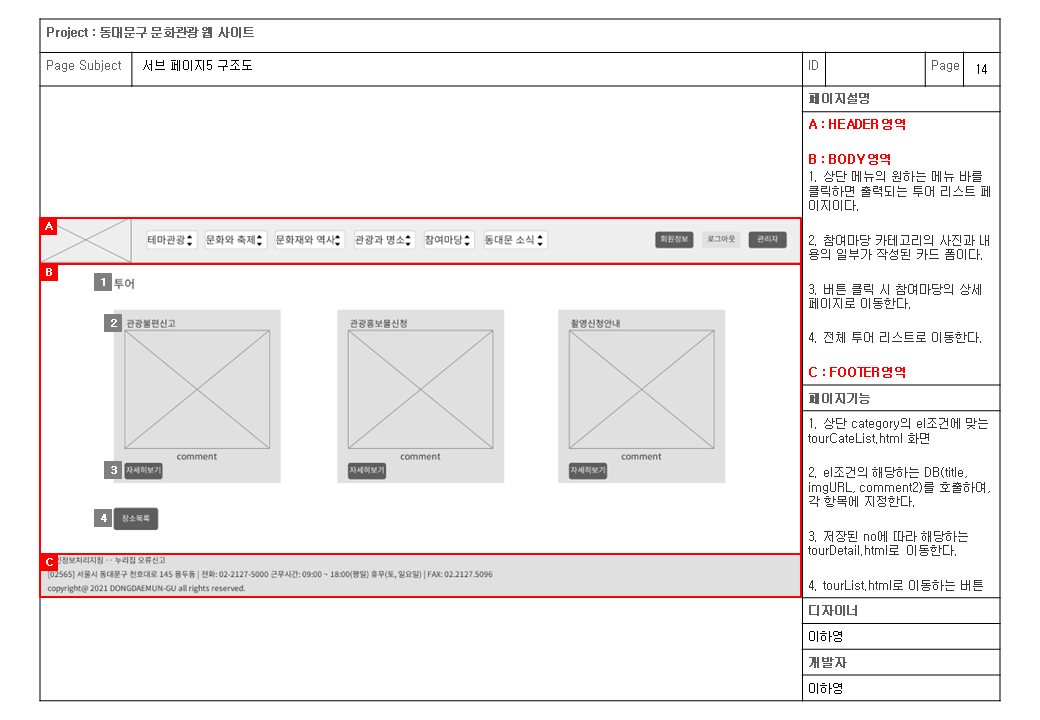 Project : 동대문구 문화관광 웹 사이트
Page Subject 서브 페이지5 구조도 ID Page 14
페이지설명
A : HEADER 영역
B : BODY 영역
1. 상단 메뉴의 원하는 메뉴 바를
클릭하면 출력되는 투어 리스트 페
이지이다.
2. 참여마당 카테고리의 사진과 내
용의 일부가 작성된 카드 폼이다.
3. 버튼 클릭 시 참여마당의 상세
페이지로 이동한다.
4. 전체 투어 리스트로 이동한다.
C : FOOTER 영역
페이지기능
1. 상단 category의 el조건에 맞는
tourCateList.html 화면
2. el조건의 해당하는 DB(title,
imgURL, comment2)를 호출하여,
각 항목에 지정한다.
3. 저장된 no에 따라 해당하는
tourDetail.html로 이동한다.
4. tourList.html로 이동하는 버튼
디자이너
이하영
개발자
이하영
A
테마관광 문화와 축제 문화재와 역사 관광과 명소 참여마당 동대문 소식 회원정보 로그아웃 관리자
B
1 투어
2 관광불편신고 관광홍보물신청 촬영신청안내
comment comment comment
3 자세히보기 자세히보기 자세히보기
4 장소목록
C
인정보처리지침 ·· 누리집 오류신고
[02565] 서울시 동대문구 천호대로 145 용두동 | 전화: 02-2127-5000 근무시간: 09:00 ~ 18:00(평일) 휴무(토, 일요일) | FAX: 02.2127.5096
copyright@ 2021 DONGDAEMUN-GU all rights reserved.